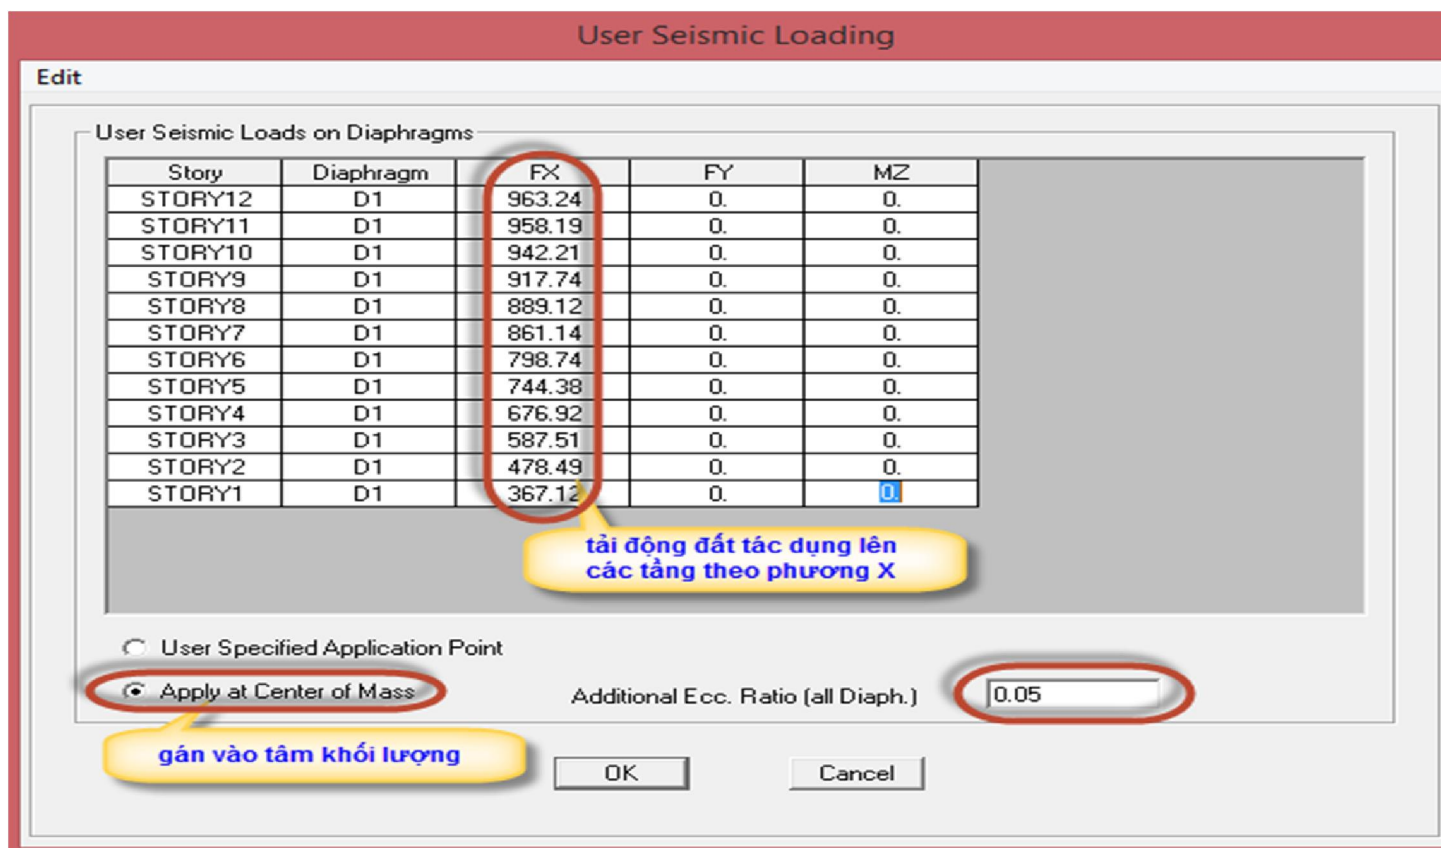 User Seismic Loading
Edit
User Seismic Loads on Diaphragms
Story Diaphragm FX FY MZ
STORY12 D1 963.24 0. 0.
STORY11 D1 958.19 0. 0.
STORY10 D1 942.21 0. 0.
STORY9 D1 917.74 0. 0.
STORY8 D1 889.12 0. 0.
STORY7 D1 861.14 0. 0.
STORY6 D1 798.74 0. 0.
STORY5 D1 744.38 0. 0.
STORY4 D1 676.92 0. 0.
STORY3 D1 587.51 0. 0.
STORY2 D1 478.49 0. 0.
STORY1 D1 367.12 0. 0.
tải động đất tác dụng lên
các tầng theo phương X
User Specified Application Point
Apply at Center of Mass
Additional Ecc. Ratio (all Diaph.) 0.05
gán vào tâm khối lượng
OK Cancel